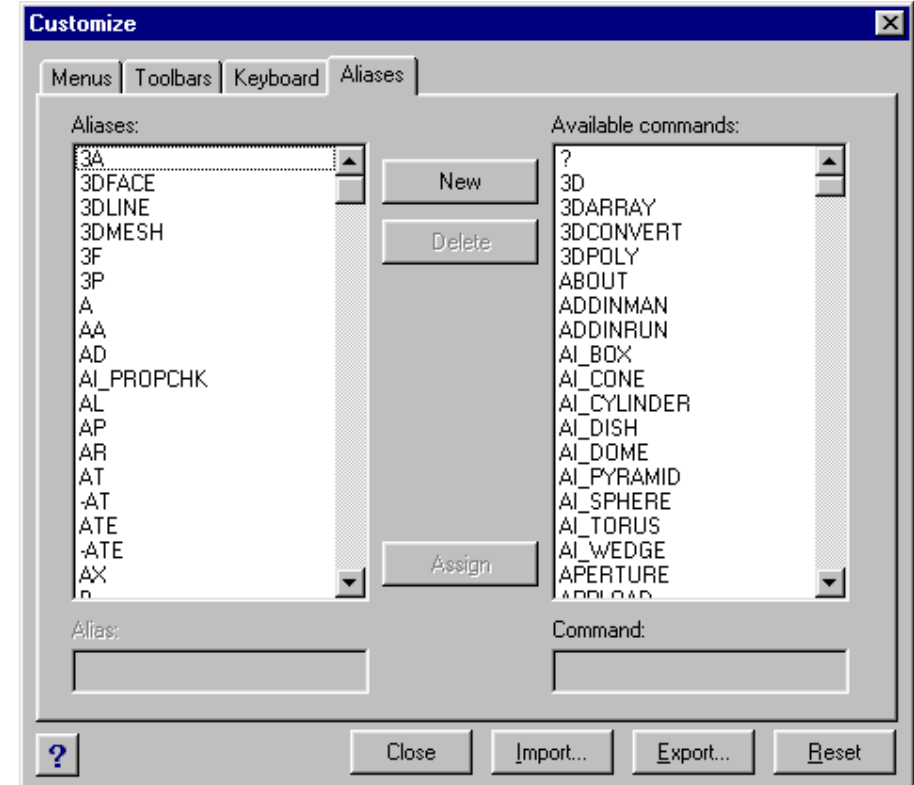 Customize
Menus Toolbars Keyboard Aliases
Aliases:
3A
3DFACE
3DLINE
3DMESH
3F
3P
A
AA
AD
AI_PROPCHK
AL
AP
AR
AT
-AT
ATE
-ATE
AX
New
Delete
Assign
Available commands:
?
3D
3DARRAY
3DCONVERT
3DPOLY
ABOUT
ADDINMAN
ADDINRUN
AI_BOX
AI_CONE
AI_CYLINDER
AI_DISH
AI_DOME
AI_PYRAMID
AI_SPHERE
AI_TORUS
AI_WEDGE
APERTURE
APPLOAD
Alias:
Command:
? Close Import... Export... Reset